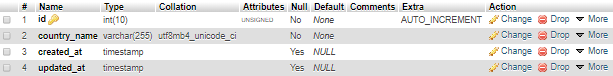 # Name Type Collation Attributes Null Default Comments Extra Action
1 id int(10) UNSIGNED No None AUTO_INCREMENT Change Drop More
2 country_name varchar(255) utf8mb4_unicode_ci No None Change Drop More
3 created_at timestamp Yes NULL Change Drop More
4 updated_at timestamp Yes NULL Change Drop More